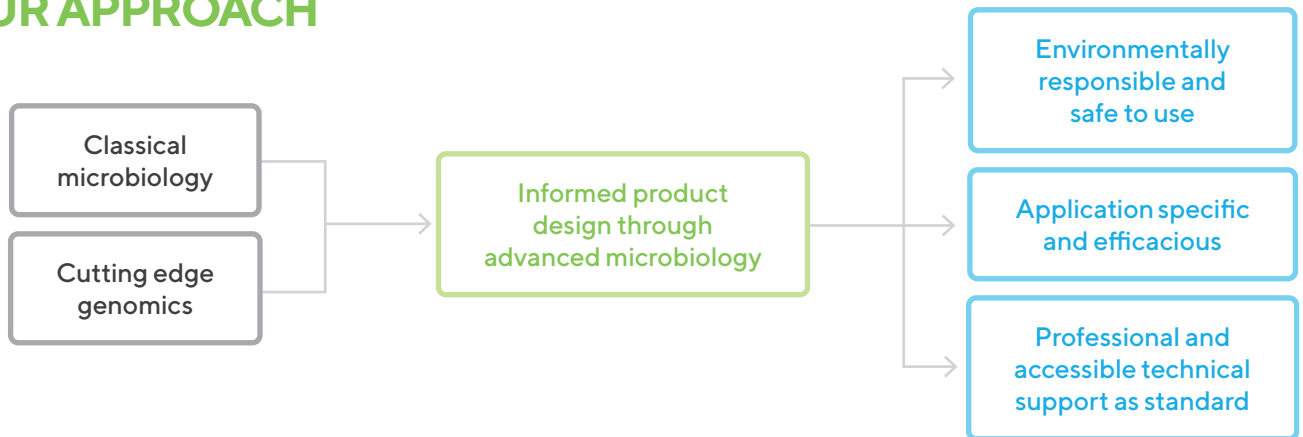 UR APPROACH
Classical
microbiology
Cutting edge
genomics
Informed product
design through
advanced microbiology
Environmentally
responsible and
safe to use
Application specific
and efficacious
Professional and
accessible technical
support as standard